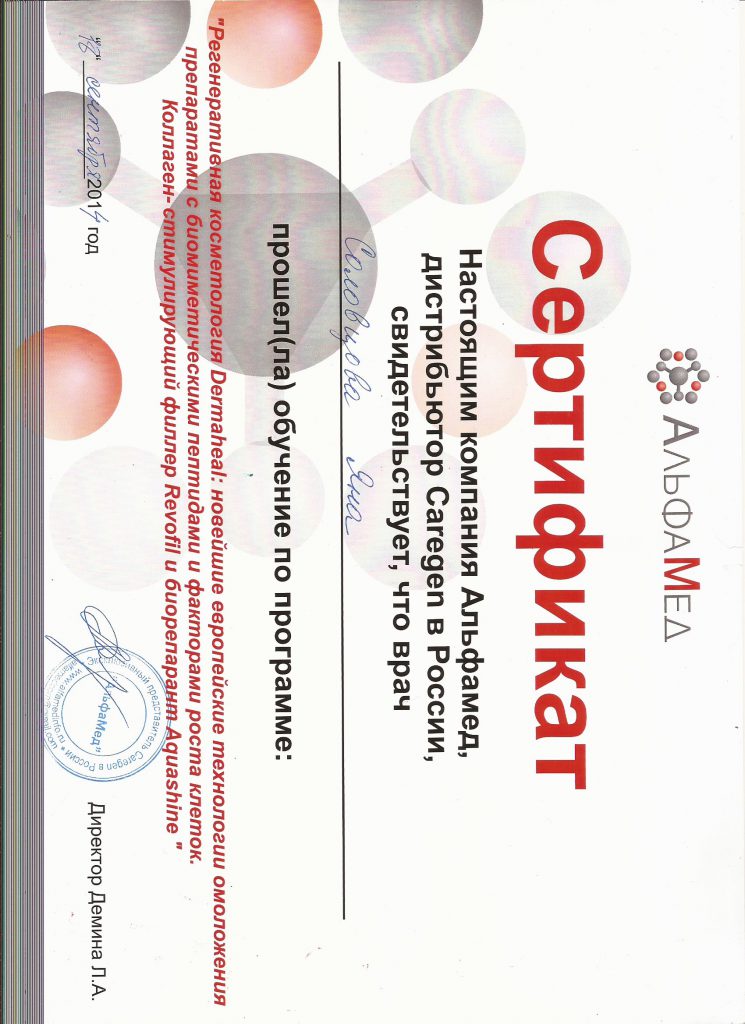 АльфаМед
Сертификат
Настоящим компания Альфамед,
дистрибьютор Caregen в России,
свидетельствует, что врач
Соловцова Яна
прошел(ла) обучение по программе:
"Регенеративная косметология Dermaheal: новейшие европейские технологии омоложения
препаратами с биомиметическими пептидами и факторами роста клеток.
Коллаген-стимулирующий филлер Revofil и биорепарант Aquashine "
"18" сентября 2014 год
Директор Демина Л.А.
Эксклюзивный представитель Caregen в России
"АльфаМед"
www.alfamedinfo.ru